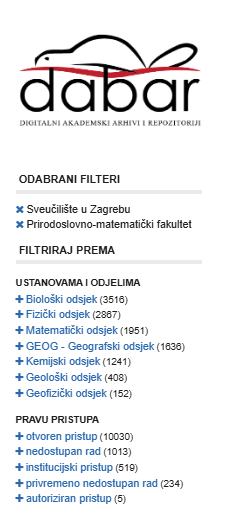 dabar
DIGITALNI AKADEMSKI ARHIVI I REPOZITORIJI
ODABRANI FILTERI
Sveučilište u Zagrebu
Prirodoslovno-matematički fakultet
FILTRIRAJ PREMA
USTANOVAMA I ODJELIMA
+ Biološki odsjek (3516)
+ Fizički odsjek (2867)
+ Matematički odsjek (1951)
+ GEOG - Geografski odsjek (1636)
+ Kemijski odsjek (1241)
+ Geološki odsjek (408)
+ Geofizički odsjek (152)
PRAVU PRISTUPA
+ otvoren pristup (10030)
+ nedostupan rad (1013)
+ institucijski pristup (519)
+ privremeno nedostupan rad (234)
+ autoriziran pristup (5)